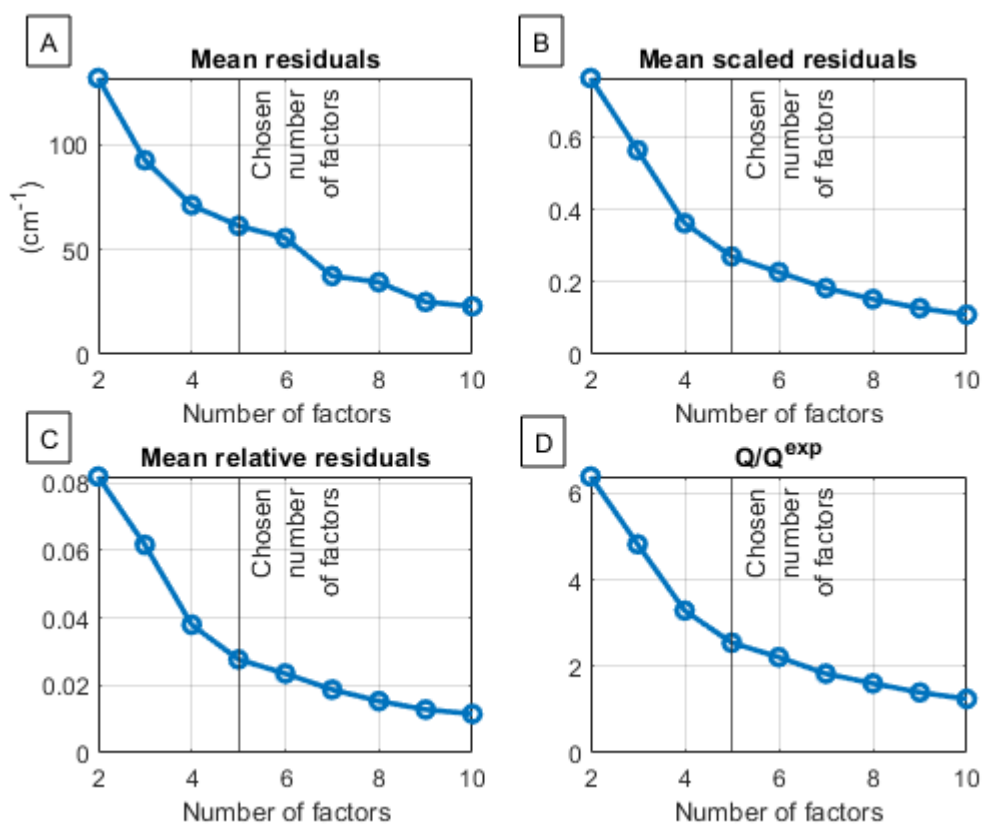 A
Mean residuals
100
50
0
(cm-1)
Chosen
number
of factors
2 4 6 8 10
Number of factors
B
Mean scaled residuals
0.6
0.4
0.2
0
Chosen
number
of factors
2 4 6 8 10
Number of factors
C
Mean relative residuals
0.08
0.06
0.04
0.02
0
Chosen
number
of factors
2 4 6 8 10
Number of factors
D
Q/Qexp
6
4
2
0
Chosen
number
of factors
2 4 6 8 10
Number of factors